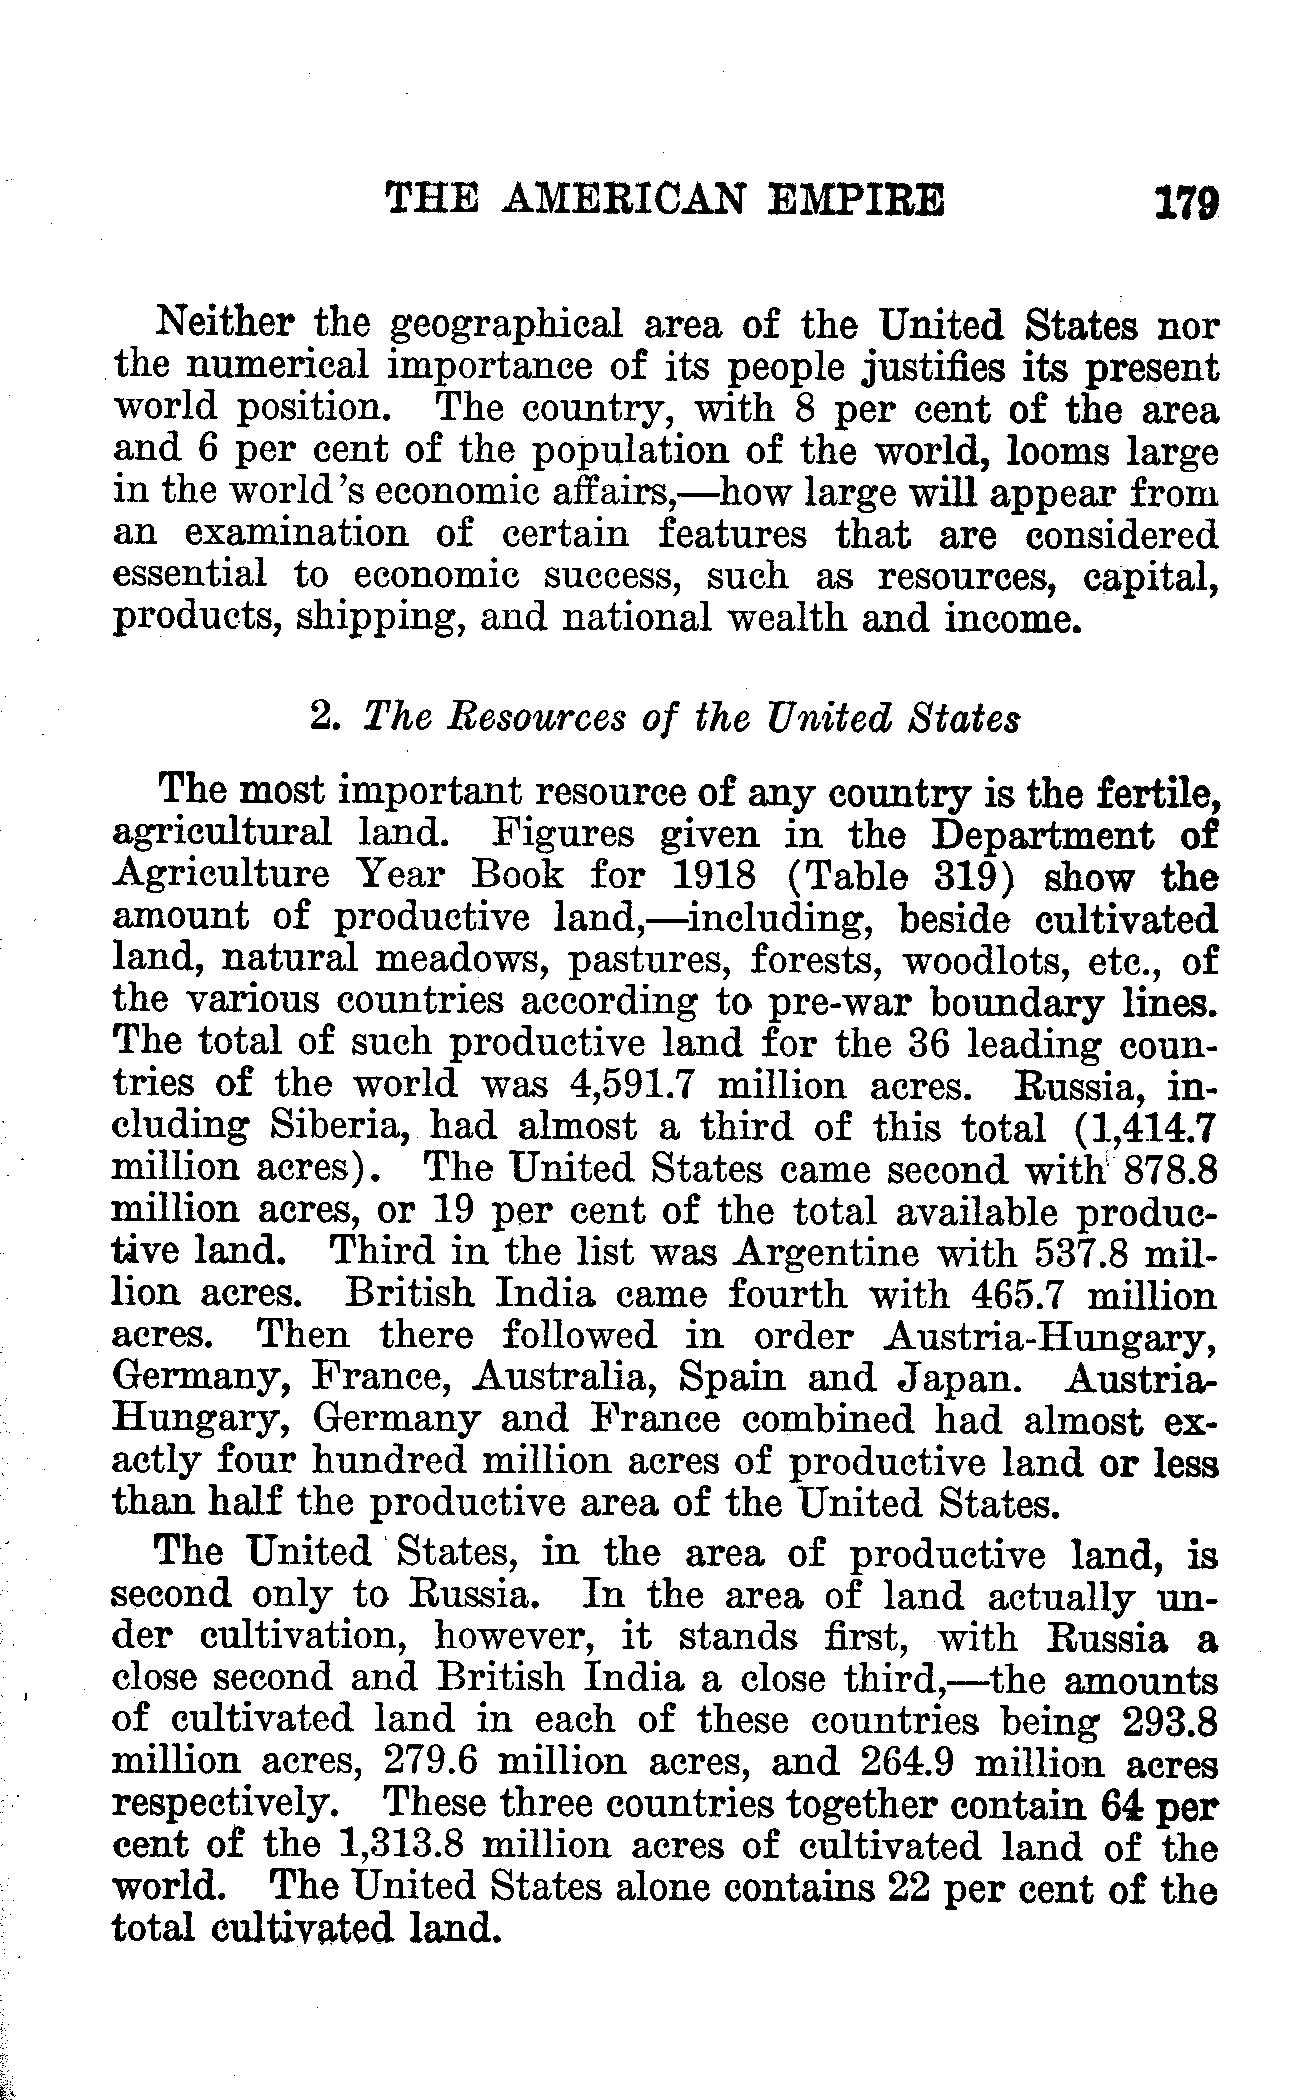 THE AMERICAN EMPIRE 179
Neither the geographical area of the United States nor
the numerical importance of its people justifies its present
world position. The country, with 8 per cent of the area
and 6 per cent of the population of the world, looms large
in the world's economic affairs,—how large will appear from
an examination of certain features that are considered
essential to economic success, such as resources, capital,
products, shipping, and national wealth and income.
2. The Resources of the United States
The most important resource of any country is the fertile,
agricultural land. Figures given in the Department of
Agriculture Year Book for 1918 (Table 319) show the
amount of productive land,—including, beside cultivated
land, natural meadows, pastures, forests, woodlots, etc., of
the various countries according to pre-war boundary lines.
The total of such productive land for the 36 leading coun-
tries of the world was 4,591.7 million acres. Russia, in-
cluding Siberia, had almost a third of this total (1,414.7
million acres). The United States came second with 878.8
million acres, or 19 per cent of the total available produc-
tive land. Third in the list was Argentine with 537.8 mil-
lion acres. British India came fourth with 465.7 million
acres. Then there followed in order Austria-Hungary,
Germany, France, Australia, Spain and Japan. Austria-
Hungary, Germany and France combined had almost ex-
actly four hundred million acres of productive land or less
than half the productive area of the United States.
The United States, in the area of productive land, is
second only to Russia. In the area of land actually un-
der cultivation, however, it stands first, with Russia a
close second and British India a close third,—the amounts
of cultivated land in each of these countries being 293.8
million acres, 279.6 million acres, and 264.9 million acres
respectively. These three countries together contain 64 per
cent of the 1,313.8 million acres of cultivated land of the
world. The United States alone contains 22 per cent of the
total cultivated land.